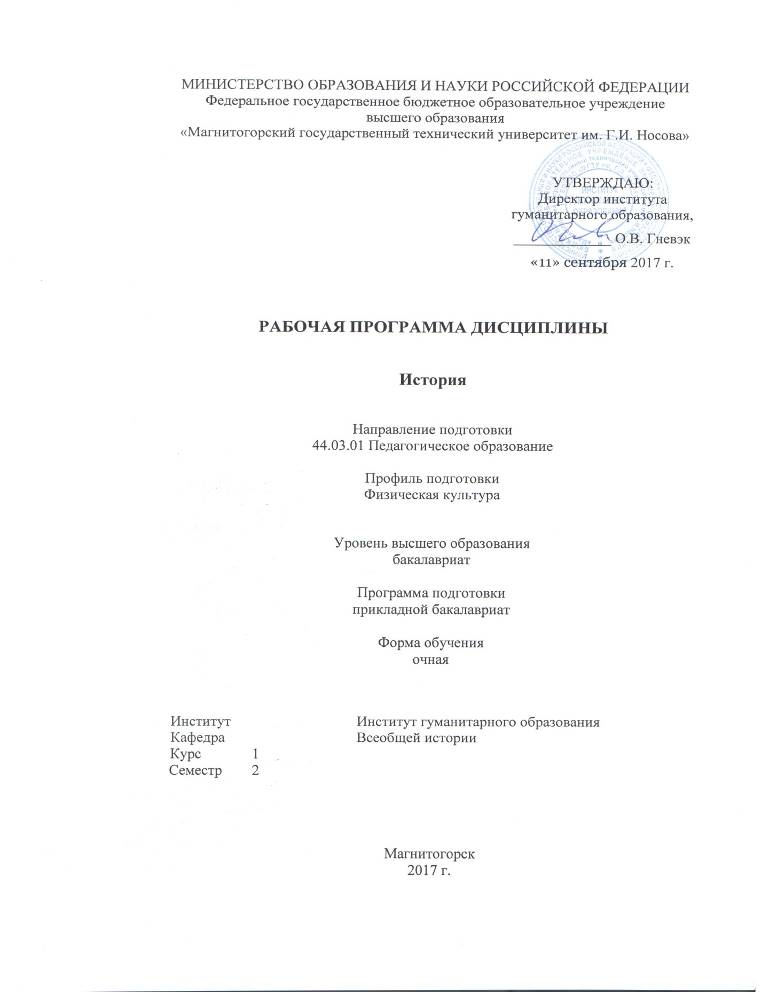 МИНИСТЕРСТВО ОБРАЗОВАНИЯ И НАУКИ РОССИЙСКОЙ ФЕДЕРАЦИИ
Федеральное государственное бюджетное образовательное учреждение
высшего образования
«Магнитогорский государственный технический университет им. Г.И. Носова»
УТВЕРЖДАЮ:
Директор института
гуманитарного образования,
О.В. Гневэк
«11» сентября 2017 г.
РАБОЧАЯ ПРОГРАММА ДИСЦИПЛИНЫ
История
Направление подготовки
44.03.01 Педагогическое образование
Профиль подготовки
Физическая культура
Уровень высшего образования
бакалавриат
Программа подготовки
прикладной бакалавриат
Форма обучения
очная
Институт Институт гуманитарного образования
Кафедра Всеобщей истории
Курс 1
Семестр 2
Магнитогорск
2017 г.